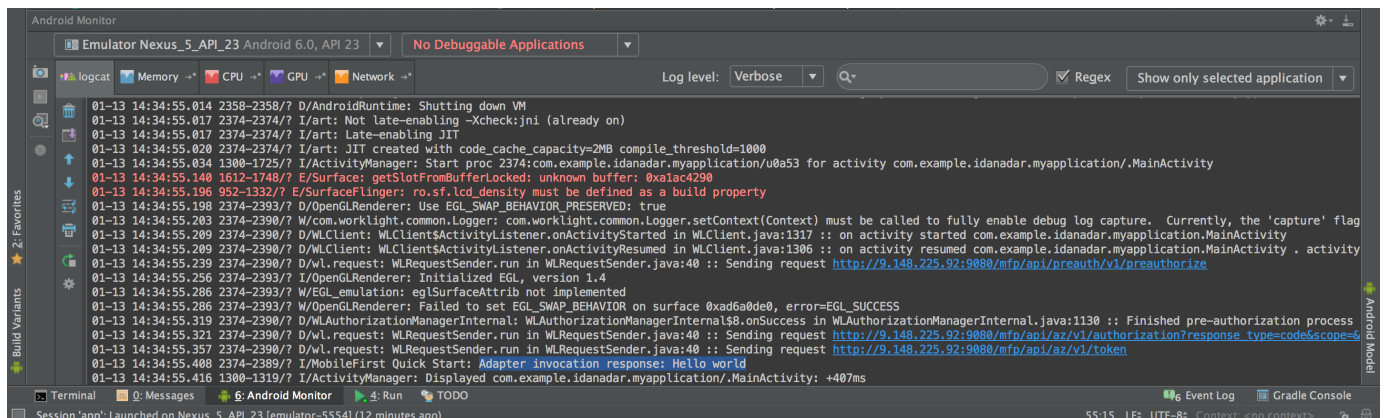 Android Monitor
Emulator Nexus_5_API_23 Android 6.0, API 23 No Debuggable Applications
logcat Memory CPU GPU Network Log level: Verbose Regex Show only selected application
01-13 14:34:55.014 2358-2358/? D/AndroidRuntime: Shutting down VM
01-13 14:34:55.017 2374-2374/? I/art: Not late-enabling -Xcheck:jni (already on)
01-13 14:34:55.017 2374-2374/? I/art: Late-enabling JIT
01-13 14:34:55.020 2374-2374/? I/art: JIT created with code_cache_capacity=2MB compile_threshold=1000
01-13 14:34:55.034 1300-1725/? I/ActivityManager: Start proc 2374:com.example.idanadar.myapplication/u0a53 for activity com.example.idanadar.myapplication/.MainActivity
01-13 14:34:55.140 1612-1748/? E/Surface: getSlotFromBufferLocked: unknown buffer: 0xa1ac4290
01-13 14:34:55.196 952-1332/? E/SurfaceFlinger: ro.sf.lcd_density must be defined as a build property
01-13 14:34:55.198 2374-2393/? D/OpenGLRenderer: Use EGL_SWAP_BEHAVIOR_PRESERVED: true
01-13 14:34:55.203 2374-2390/? W/com.worklight.common.Logger: com.worklight.common.Logger.setContext(Context) must be called to fully enable debug log capture.  Currently, the 'capture' flag
01-13 14:34:55.209 2374-2390/? D/WLClient: WLClient$ActivityListener.onActivityStarted in WLClient.java:1317 :: on activity started com.example.idanadar.myapplication.MainActivity
01-13 14:34:55.209 2374-2390/? D/WLClient: WLClient$ActivityListener.onActivityResumed in WLClient.java:1306 :: on activity resumed com.example.idanadar.myapplication.MainActivity . activity
01-13 14:34:55.239 2374-2390/? D/wl.request: WLRequestSender.run in WLRequestSender.java:40 :: Sending request http://9.148.225.92:9080/mfp/api/preauth/v1/preauthorize
01-13 14:34:55.256 2374-2393/? I/OpenGLRenderer: Initialized EGL, version 1.4
01-13 14:34:55.286 2374-2393/? W/EGL_emulation: eglSurfaceAttrib not implemented
01-13 14:34:55.286 2374-2393/? W/OpenGLRenderer: Failed to set EGL_SWAP_BEHAVIOR on surface 0xad6a0de0, error=EGL_SUCCESS
01-13 14:34:55.319 2374-2390/? D/WLAuthorizationManagerInternal: WLAuthorizationManagerInternal$8.onSuccess in WLAuthorizationManagerInternal.java:1130 :: Finished pre-authorization process
01-13 14:34:55.321 2374-2390/? D/wl.request: WLRequestSender.run in WLRequestSender.java:40 :: Sending request http://9.148.225.92:9080/mfp/api/az/v1/authorization?response_type=code&scope=&
01-13 14:34:55.357 2374-2390/? D/wl.request: WLRequestSender.run in WLRequestSender.java:40 :: Sending request http://9.148.225.92:9080/mfp/api/az/v1/token
01-13 14:34:55.408 2374-2389/? I/MobileFirst Quick Start: Adapter invocation response: Hello world
01-13 14:34:55.416 1300-1319/? I/ActivityManager: Displayed com.example.idanadar.myapplication/.MainActivity: +407ms
2: Favorites
Build Variants
Android Model
Terminal 0: Messages 6: Android Monitor 4: Run TODO 6 Event Log Gradle Console
Session 'app': Launched on Nexus_5_API_23 [emulator-5554] (12 minutes ago) 55:15 LF÷ UTF-8÷ Context: <no context>